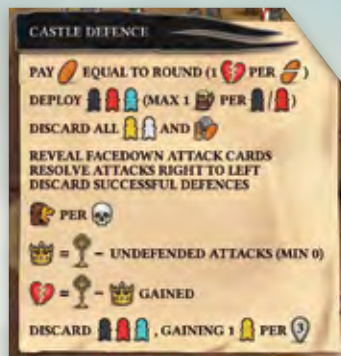 CASTLE DEFENCE
PAY EQUAL TO ROUND (1 PER )
DEPLOY (MAX 1 PER / )
DISCARD ALL AND
REVEAL FACEDOWN ATTACK CARDS
RESOLVE ATTACKS RIGHT TO LEFT
DISCARD SUCCESSFUL DEFENCES
PER
= - UNDEFENDED ATTACKS (MIN 0)
= - GAINED
DISCARD , GAINING 1 PER 3